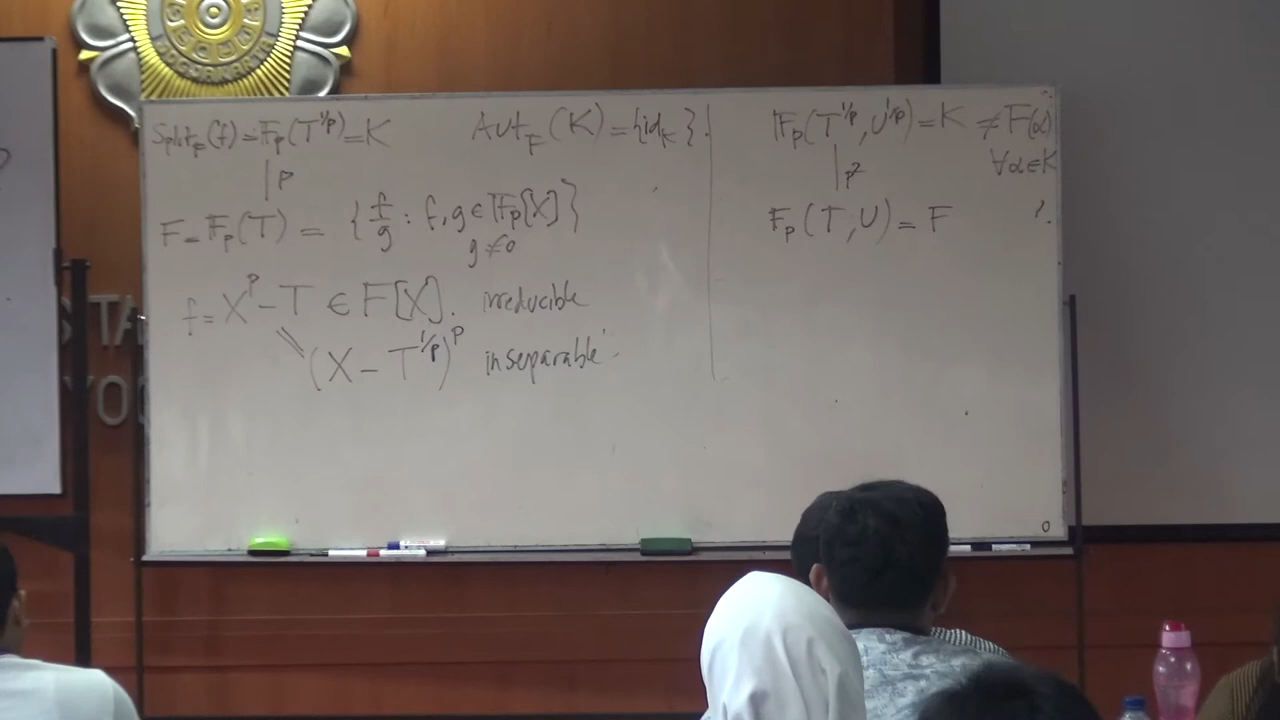 Split_F(f) = F_p(T^{1/p}) = K    Aut_F(K) = {id_K}.
| p
F = F_p(T) = { f/g : f, g ∈ F_p[X] }
g ≠ 0
f = X^p − T ∈ F[X]. irreducible
= (X − T^{1/p})^p inseparable
F_p(T^{1/p}, U^{1/p}) = K ≠ F(α)
| p² ∀α∈K
F_p(T, U) = F ?